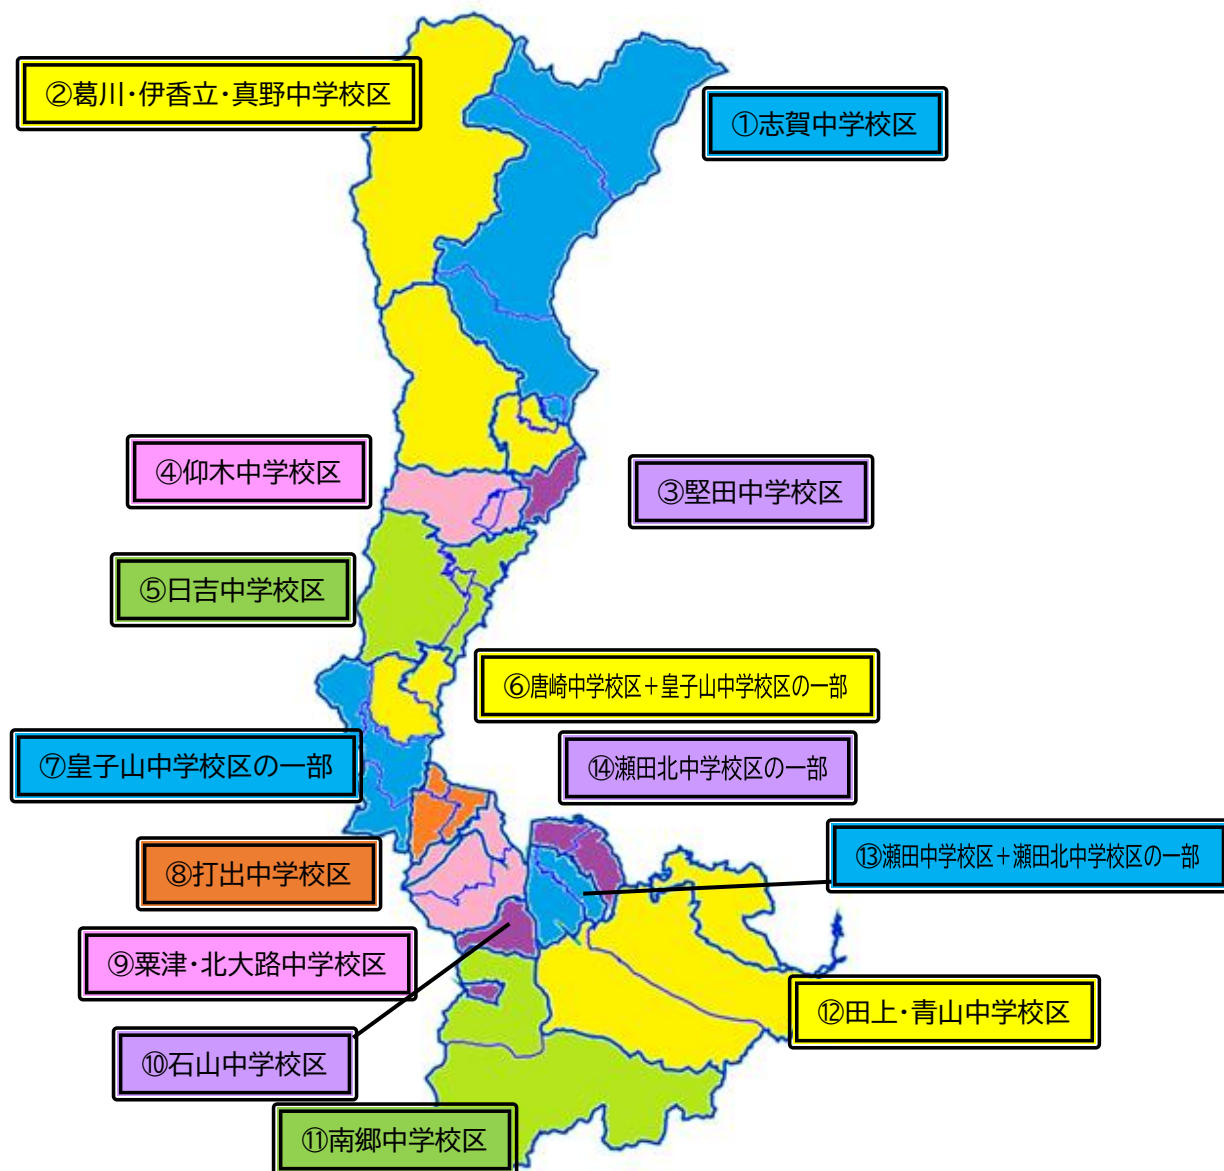 ②葛川・伊香立・真野中学校区
①志賀中学校区
④仰木中学校区
③堅田中学校区
⑤日吉中学校区
⑥唐崎中学校区+皇子山中学校区の一部
⑦皇子山中学校区の一部
⑭瀬田北中学校区の一部
⑬瀬田中学校区+瀬田北中学校区の一部
⑧打出中学校区
⑨粟津・北大路中学校区
⑫田上・青山中学校区
⑩石山中学校区
⑪南郷中学校区